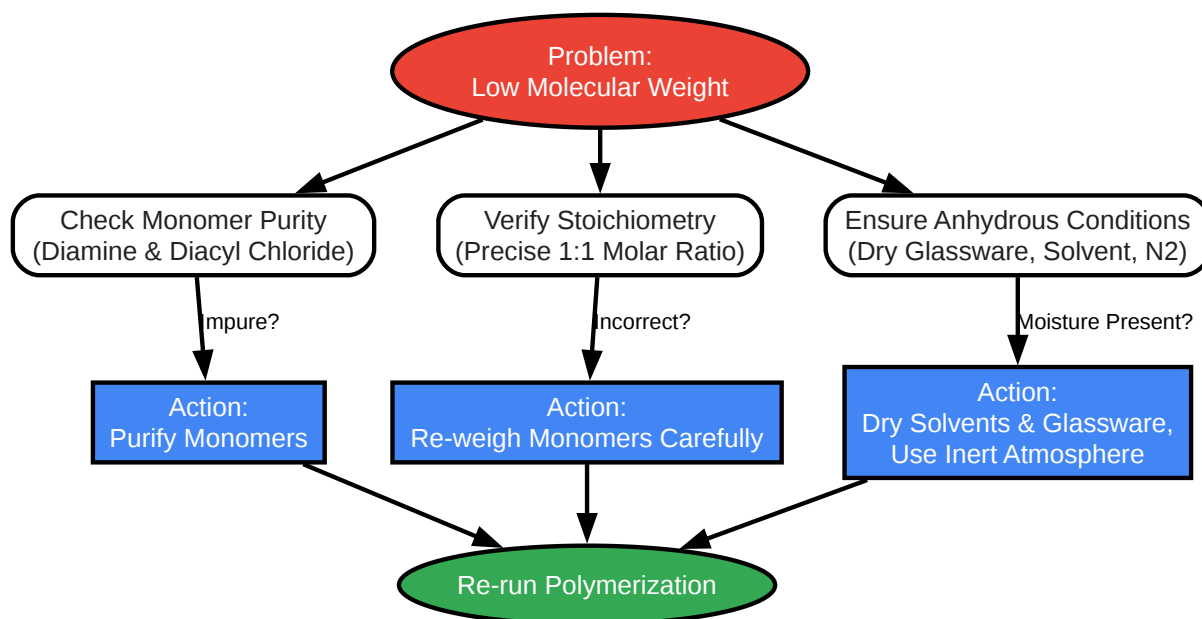 Problem:
Low Molecular Weight
Check Monomer Purity
(Diamine & Diacyl Chloride)
Verify Stoichiometry
(Precise 1:1 Molar Ratio)
Ensure Anhydrous Conditions
(Dry Glassware, Solvent, N2)
Impure?
Incorrect?
Moisture Present?
Action:
Purify Monomers
Action:
Re-weigh Monomers Carefully
Action:
Dry Solvents & Glassware,
Use Inert Atmosphere
Re-run Polymerization